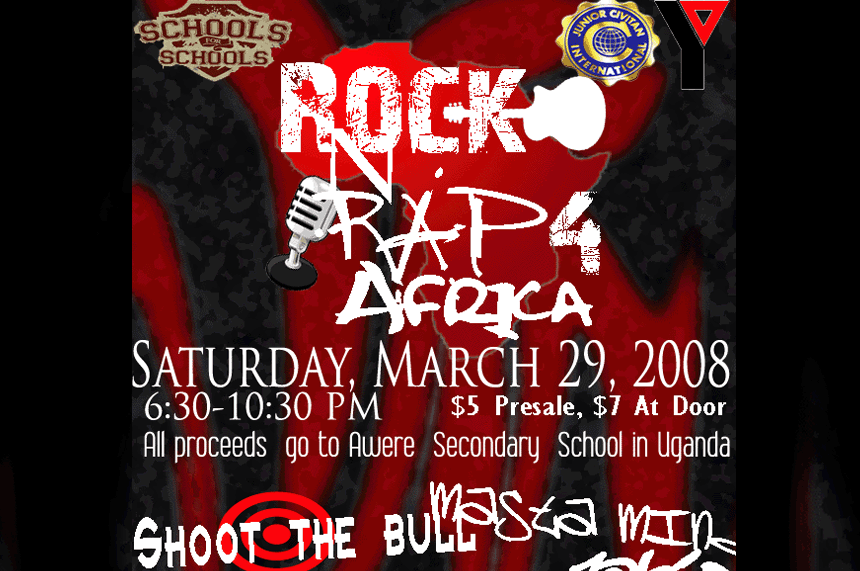 SCHOOLS
FOR
SCHOOLS
JUNIOR CIVITAN
INTERNATIONAL
C
Y
ROCK
N'
RAP 4
AFRICA
SATURDAY, MARCH 29, 2008
6:30-10:30 PM $5 Presale, $7 At Door
All proceeds go to Awere Secondary School in Uganda
SHOOT THE BULL
masta